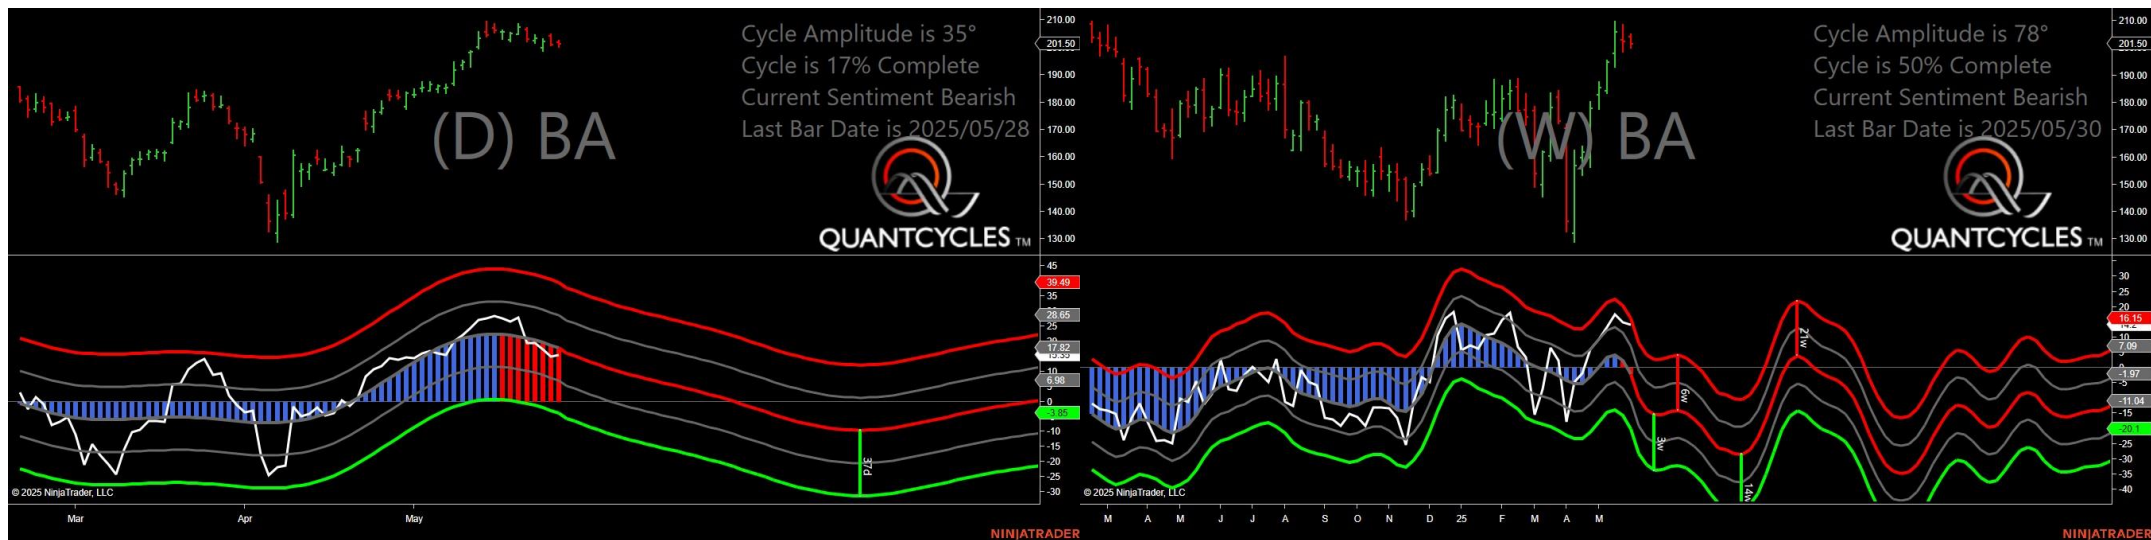 Cycle Amplitude is 35°
Cycle is 17% Complete
Current Sentiment Bearish
Last Bar Date is 2025/05/28
(D) BA
QUANTCYCLES TM
210.00
201.50
190.00
180.00
170.00
160.00
150.00
140.00
130.00
45
39.49
35
28.65
25
17.82
10
6.98
0
-3.85
-10
-15
-20
-25
-30
37d
© 2025 NinjaTrader, LLC
Mar
Apr
May
NINJATRADER
Cycle Amplitude is 78°
Cycle is 50% Complete
Current Sentiment Bearish
Last Bar Date is 2025/05/30
(W) BA
QUANTCYCLES TM
210.00
201.50
190.00
180.00
170.00
160.00
150.00
140.00
130.00
30
25
20
16.15
7.09
-1.97
-5
-11.04
-15
-20.1
-30
-35
-40
21w
6w
3w
14w
© 2025 NinjaTrader, LLC
M A M J J A S O N D 25 F M A M
NINJATRADER